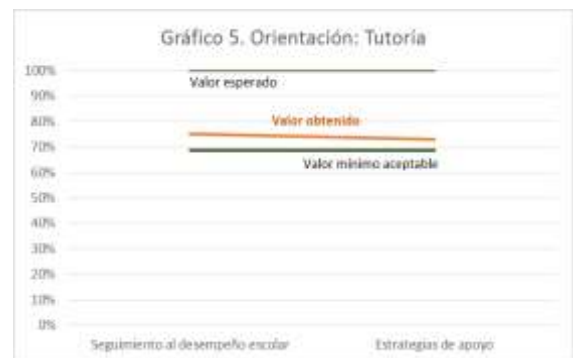 Gráfico 5. Orientación: Tutoría
100%
Valor esperado
90%
80%
Valor obtenido
70%
Valor mínimo aceptable
60%
50%
40%
30%
20%
10%
0%
Seguimiento al desempeño escolar
Estrategias de apoyo